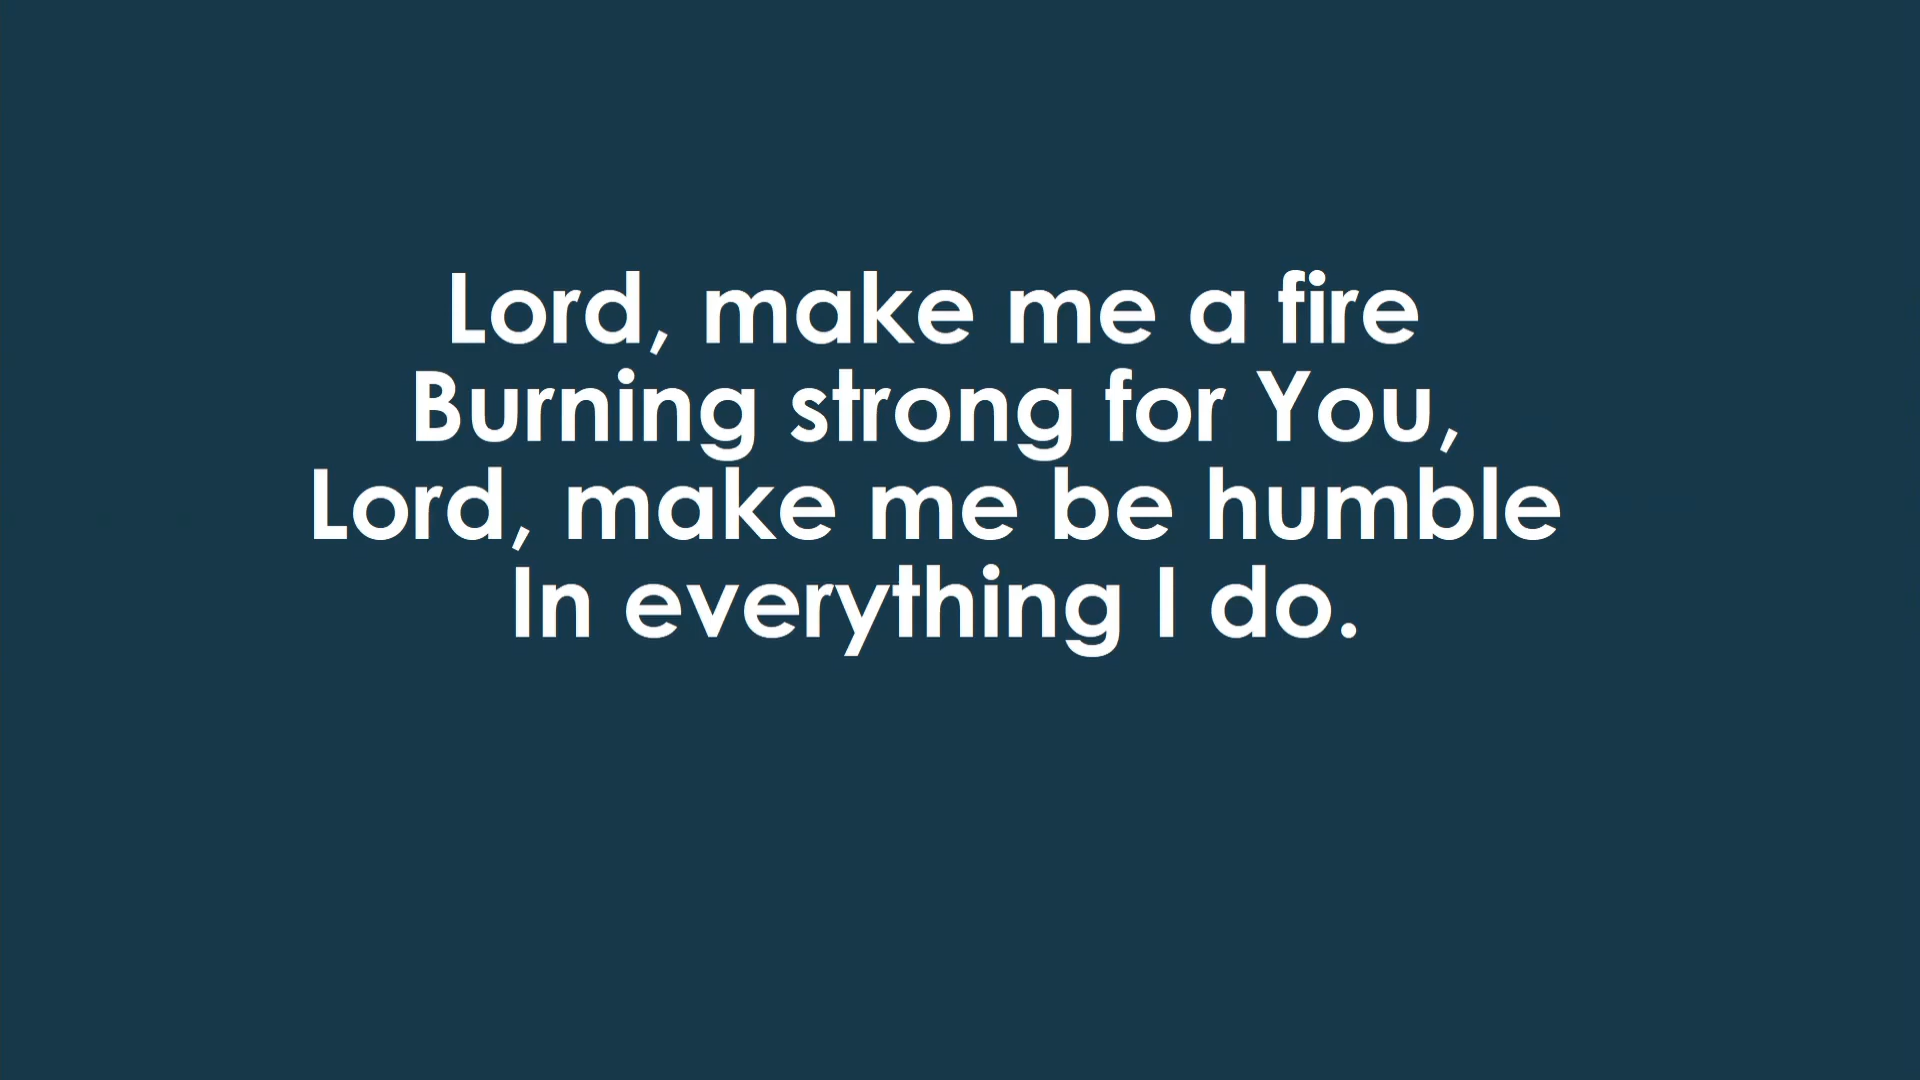 Lord, make me a fire
Burning strong for You,
Lord, make me be humble
In everything I do.